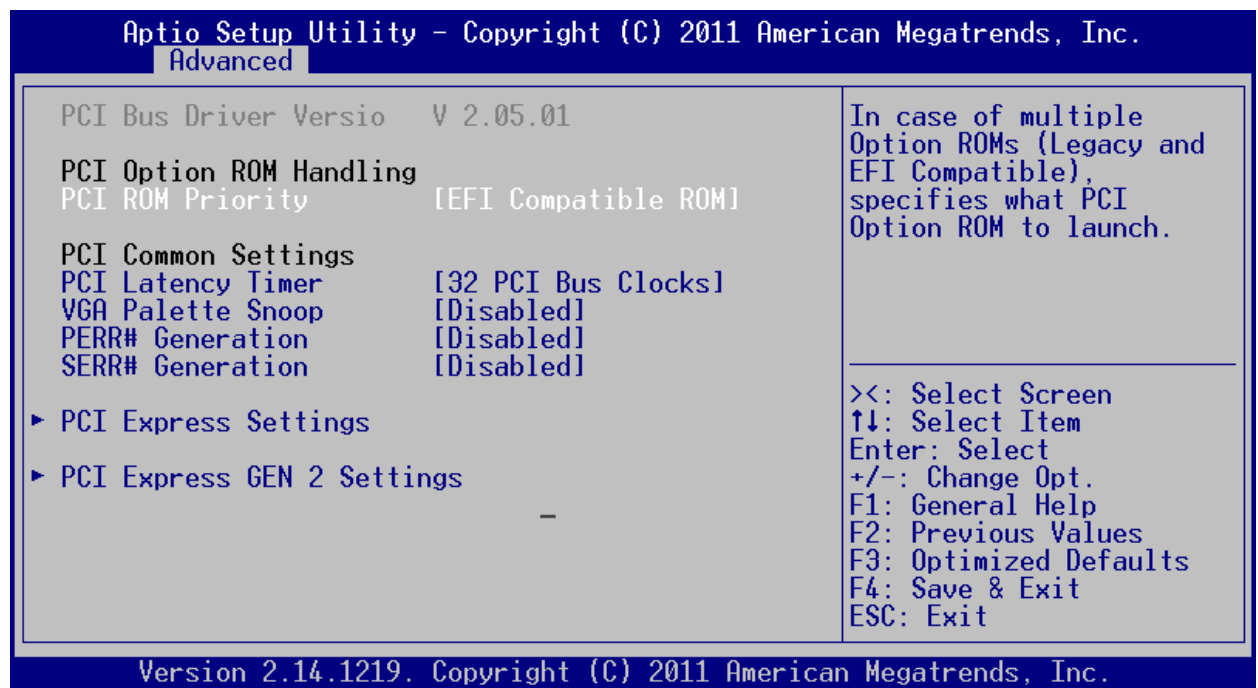 Aptio Setup Utility - Copyright (C) 2011 American Megatrends, Inc.
Advanced
PCI Bus Driver Versio V 2.05.01
PCI Option ROM Handling
PCI ROM Priority [EFI Compatible ROM]
PCI Common Settings
PCI Latency Timer [32 PCI Bus Clocks]
VGA Palette Snoop [Disabled]
PERR# Generation [Disabled]
SERR# Generation [Disabled]
► PCI Express Settings
► PCI Express GEN 2 Settings
In case of multiple
Option ROMs (Legacy and
EFI Compatible),
specifies what PCI
Option ROM to launch.
><: Select Screen
↑↓: Select Item
Enter: Select
+/-: Change Opt.
F1: General Help
F2: Previous Values
F3: Optimized Defaults
F4: Save & Exit
ESC: Exit
Version 2.14.1219. Copyright (C) 2011 American Megatrends, Inc.